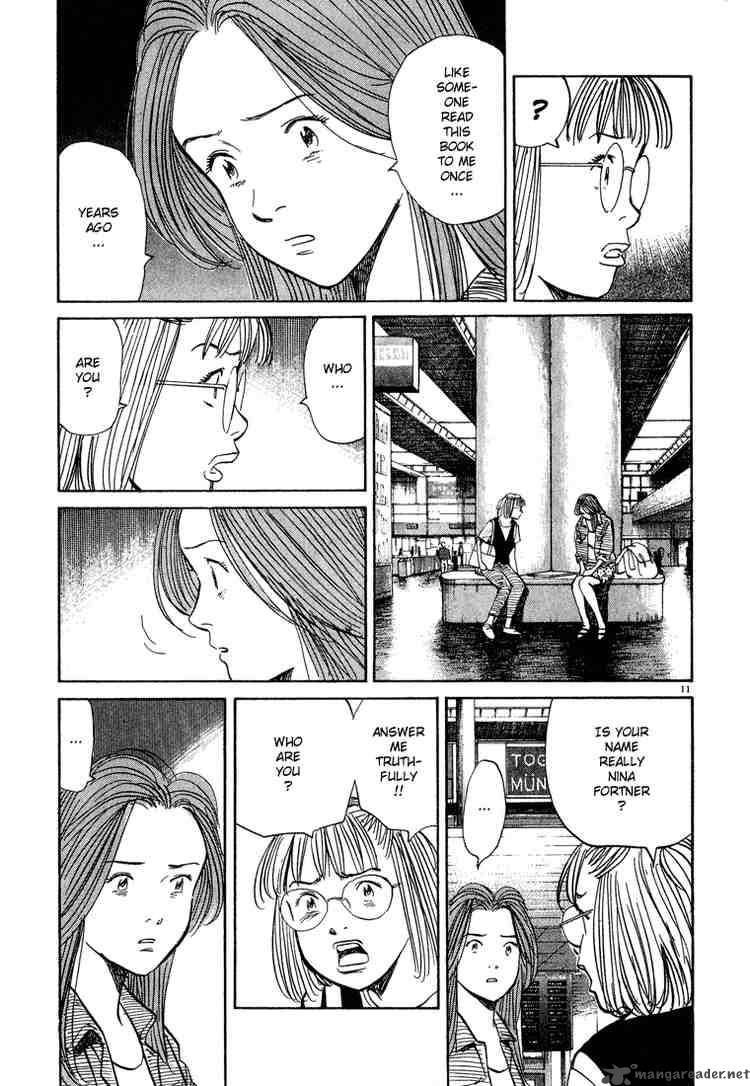 ?
LIKE
SOME-
ONE
READ
THIS
BOOK
TO ME
ONCE
...
YEARS
AGO
...
WHO
...
ARE
YOU
?
11
IS YOUR
NAME
REALLY
NINA
FORTNER
?
...
TOG
MÜN
ANSWER
ME
TRUTH-
FULLY
!!
WHO
ARE
YOU
?
...
mangareader.net